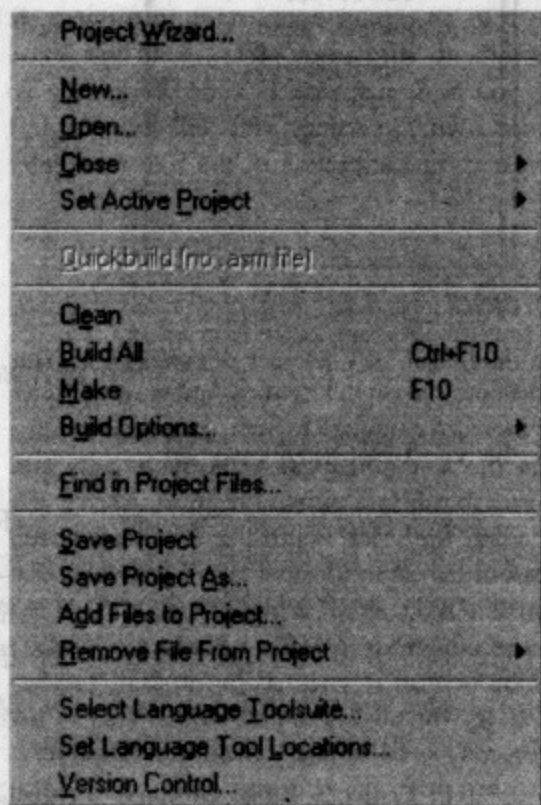 Project Wizard...
New...
Open...
Close
Set Active Project
Quickbuild (no .asm file)
Clean
Build All Ctrl+F10
Make F10
Build Options...
Find in Project Files...
Save Project
Save Project As...
Add Files to Project...
Remove File From Project
Select Language Toolsuite...
Set Language Tool Locations...
Version Control...